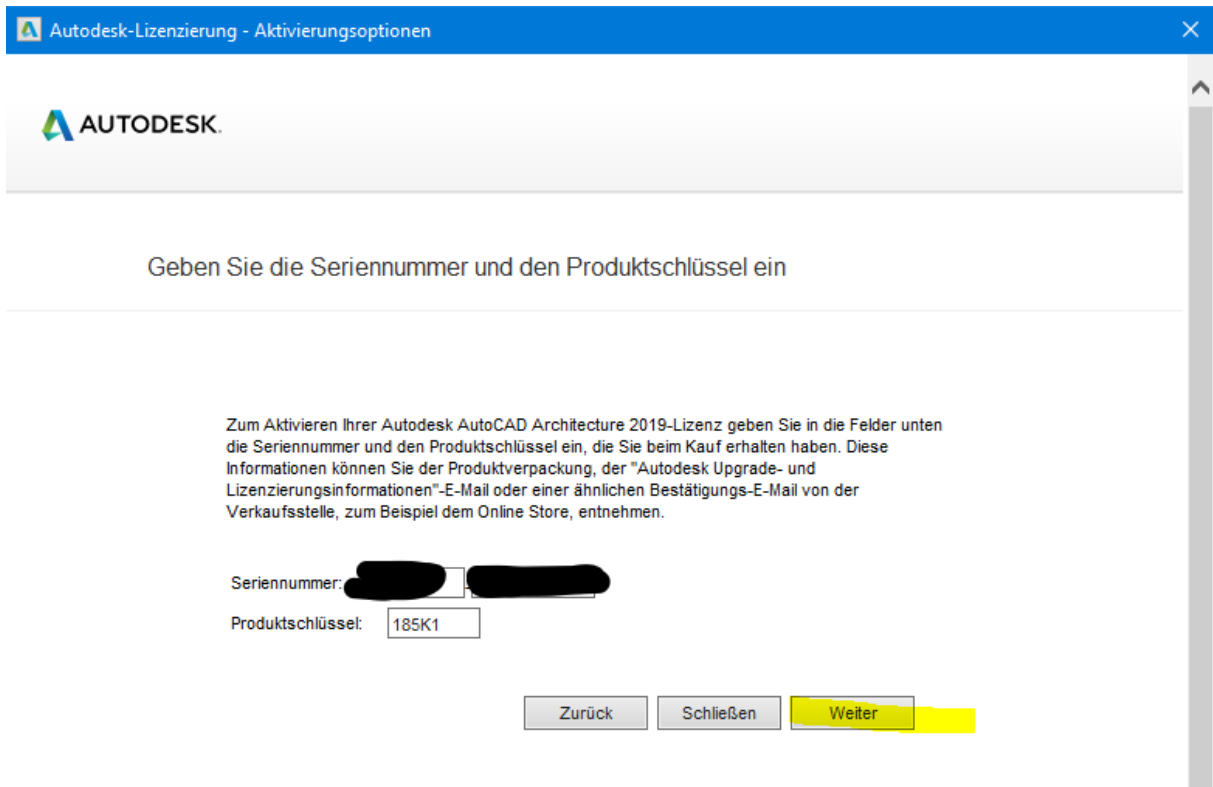 Autodesk-Lizenzierung - Aktivierungsoptionen
AUTODESK.
Geben Sie die Seriennummer und den Produktschlüssel ein
Zum Aktivieren Ihrer Autodesk AutoCAD Architecture 2019-Lizenz geben Sie in die Felder unten
die Seriennummer und den Produktschlüssel ein, die Sie beim Kauf erhalten haben. Diese
Informationen können Sie der Produktverpackung, der "Autodesk Upgrade- und
Lizenzierungsinformationen"-E-Mail oder einer ähnlichen Bestätigungs-E-Mail von der
Verkaufsstelle, zum Beispiel dem Online Store, entnehmen.
Seriennummer:
Produktschlüssel: 185K1
Zurück Schließen Weiter